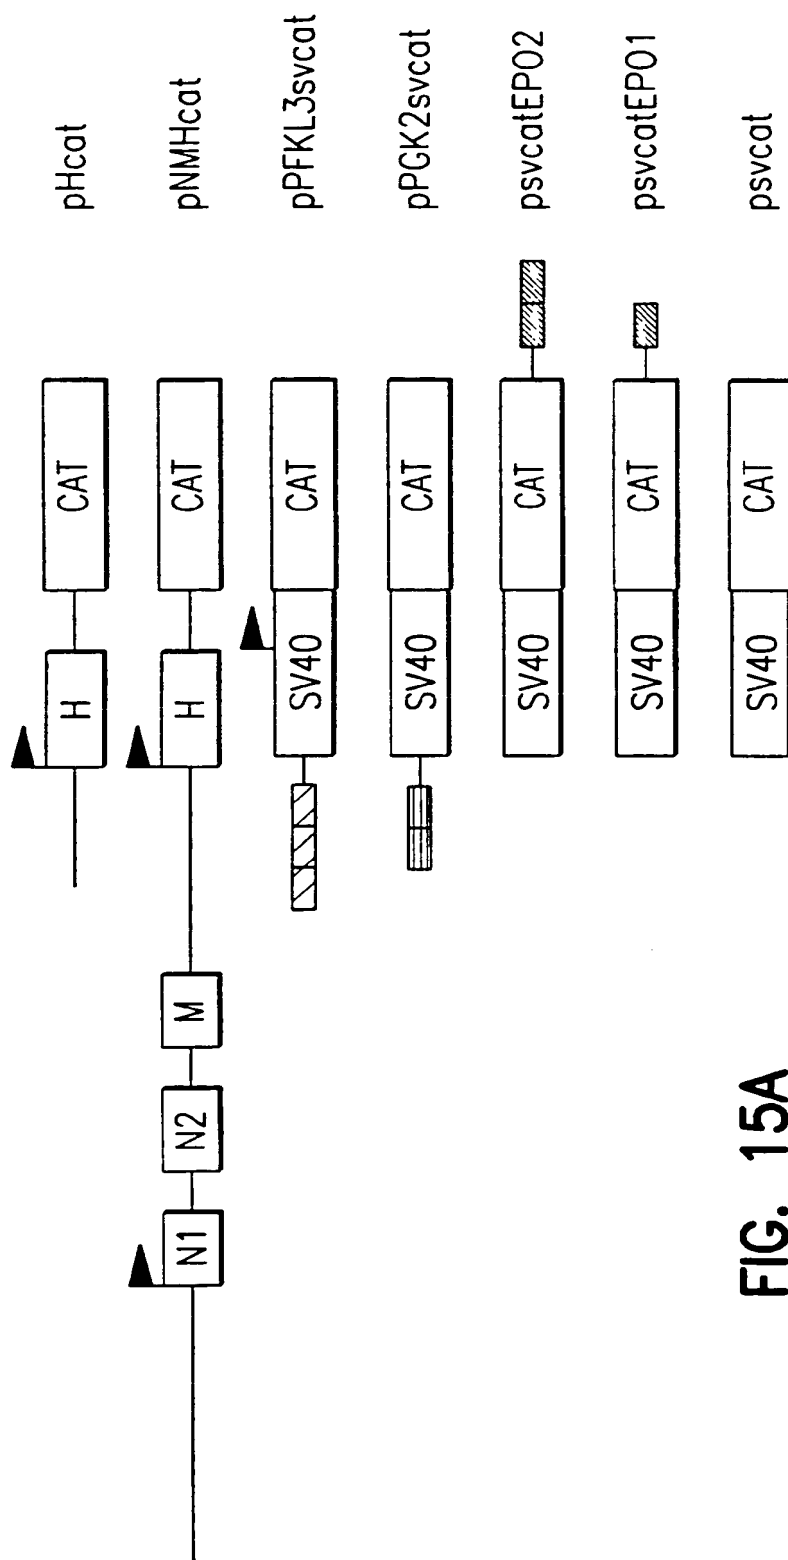 pHcat
H CAT
pNMHcat
N1 N2 M H CAT
pPFKL3svcat
SV40 CAT
pPGK2svcat
SV40 CAT
psvcatEPO2
SV40 CAT
psvcatEPO1
SV40 CAT
psvcat
SV40 CAT
FIG. 15A